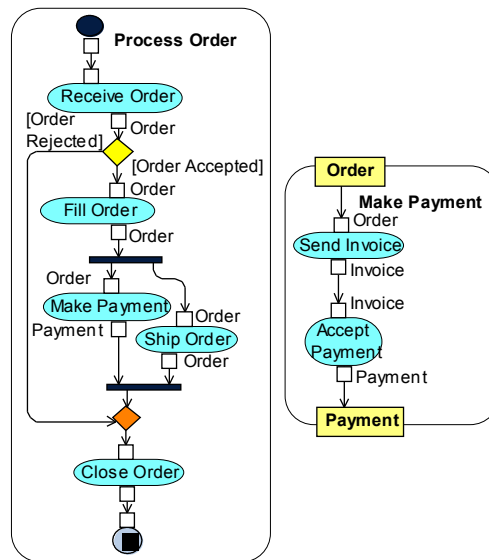 Process Order
Receive Order
[Order
Rejected]
Order
[Order Accepted]
Order
Fill Order
Order
Order
Make Payment
Order
Payment
Ship Order
Order
Close Order
Order
Make Payment
Order
Send Invoice
Invoice
Invoice
Accept
Payment
Payment
Payment